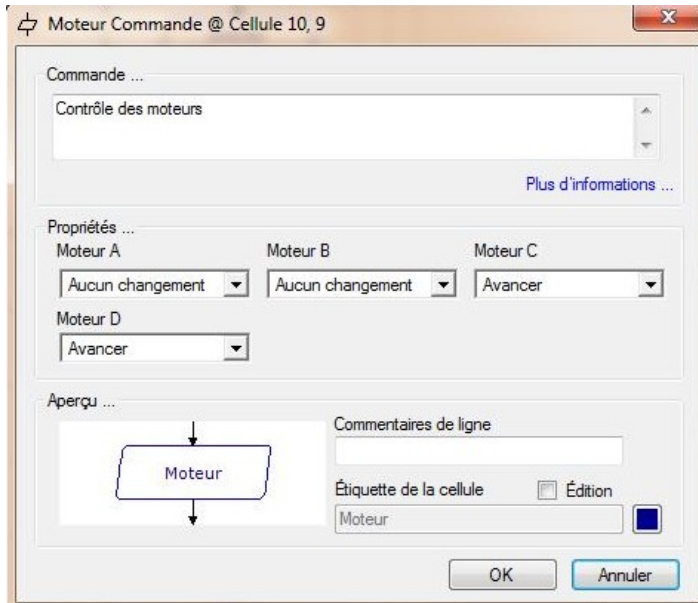 Moteur Commande @ Cellule 10, 9
Commande ...
Contrôle des moteurs
Plus d'informations ...
Propriétés ...
Moteur A Moteur B Moteur C
Aucun changement Aucun changement Avancer
Moteur D
Avancer
Aperçu ...
Commentaires de ligne
Moteur
Étiquette de la cellule Édition
Moteur
OK Annuler